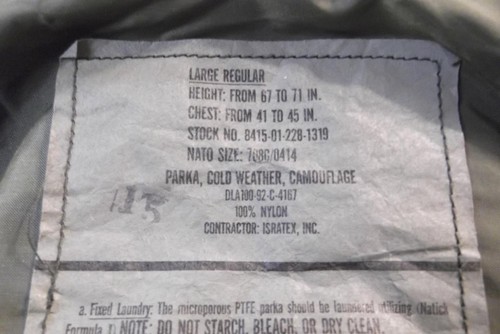 LARGE REGULAR
HEIGHT: FROM 67 TO 71 IN.
CHEST: FROM 41 TO 45 IN.
STOCK NO. 8415-01-228-1319
NATO SIZE: 7080/0414
PARKA, COLD WEATHER, CAMOUFLAGE
DLA100-92-C-4167
100% NYLON
CONTRACTOR: ISRATEX, INC.
a. Fixed Laundry: The microporous PTFE parka should be laundered utilizing (Natick
Formula 1) NOTE: DO NOT STARCH, BLEACH, OR DRY CLEAN.